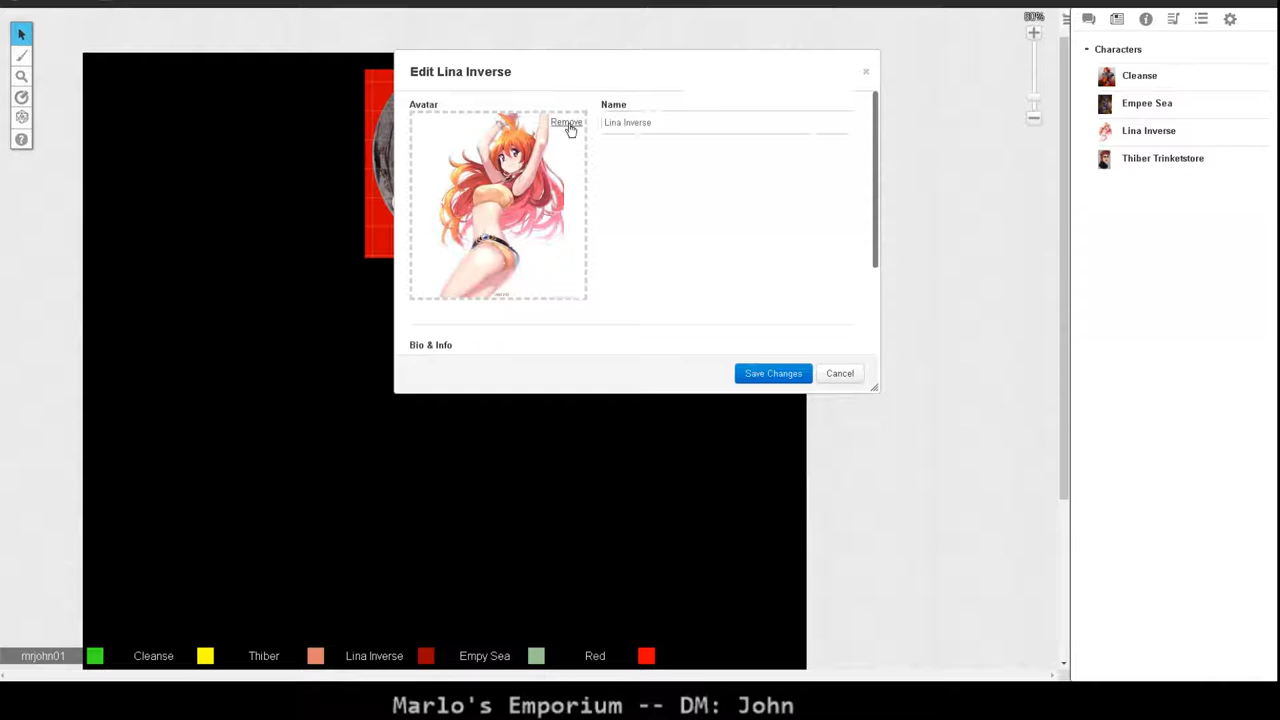 80%
Edit Lina Inverse
×
Avatar
Name
Remove
Lina Inverse
Bio & Info
Save Changes
Cancel
Characters
Cleanse
Empee Sea
Lina Inverse
Thiber Trinketstore
mrjohn01
Cleanse
Thiber
Lina Inverse
Empy Sea
Red
Marlo's Emporium -- DM: John